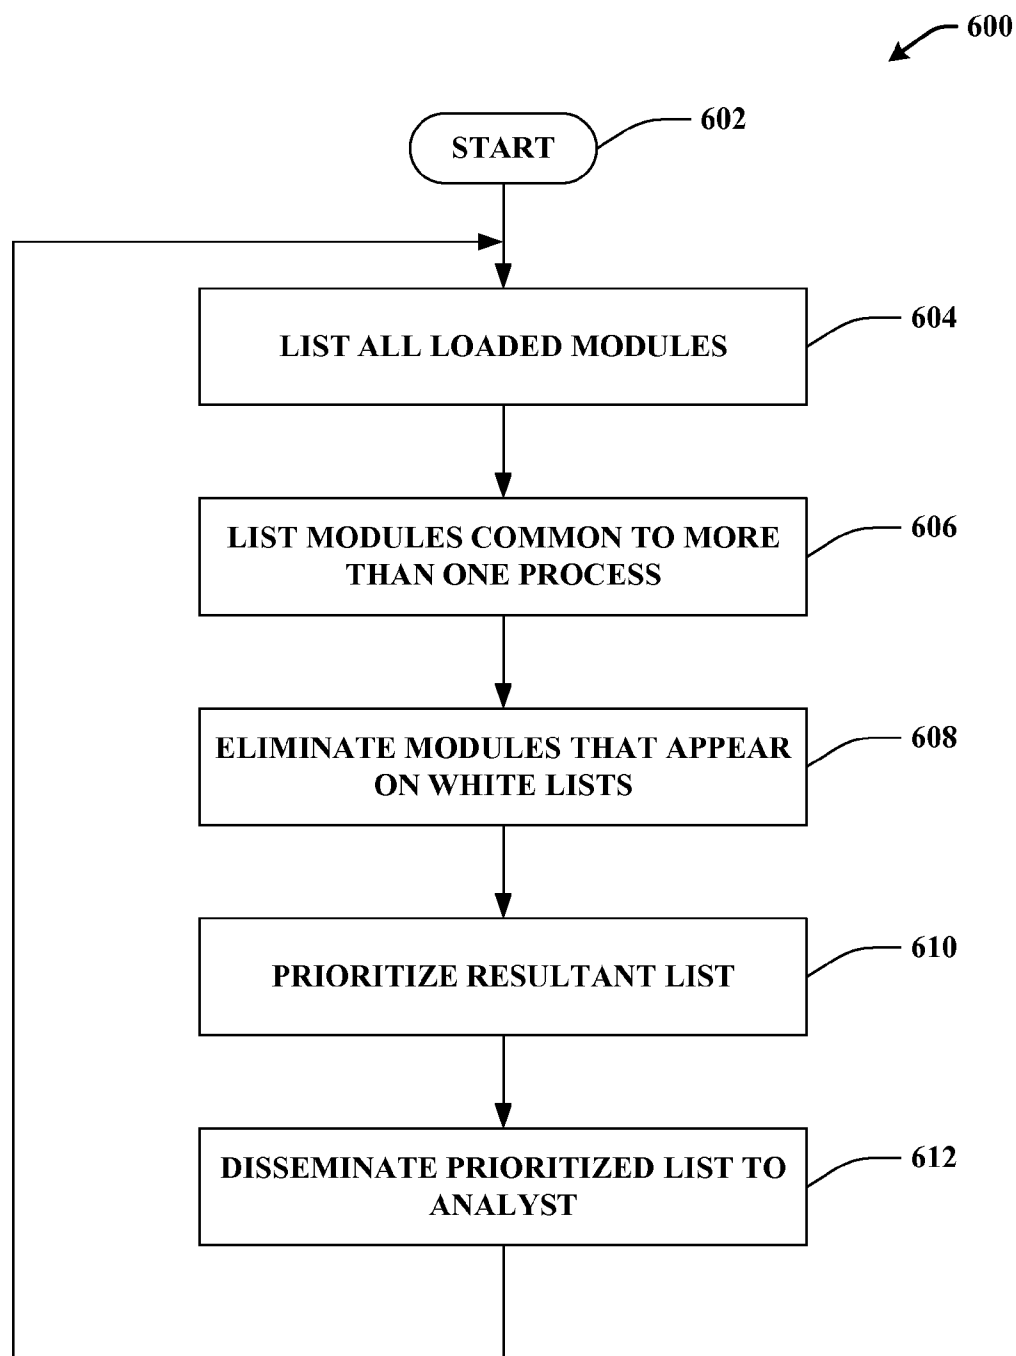 600
START
602
LIST ALL LOADED MODULES
604
LIST MODULES COMMON TO MORE
THAN ONE PROCESS
606
ELIMINATE MODULES THAT APPEAR
ON WHITE LISTS
608
PRIORITIZE RESULTANT LIST
610
DISSEMINATE PRIORITIZED LIST TO
ANALYST
612